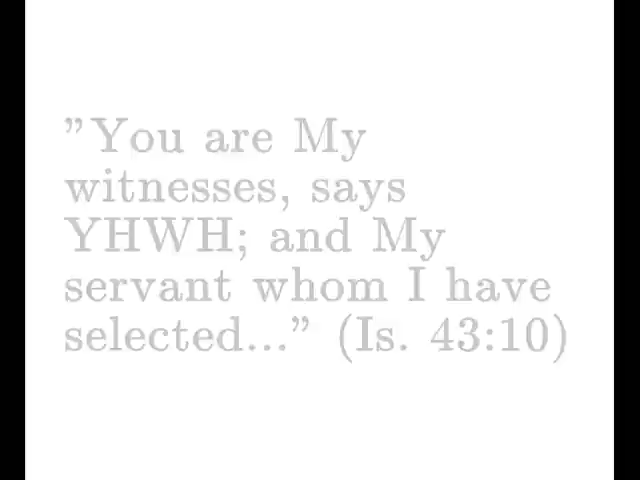 ”You are My
witnesses, says
YHWH; and My
servant whom I have
selected...” (Is. 43:10)